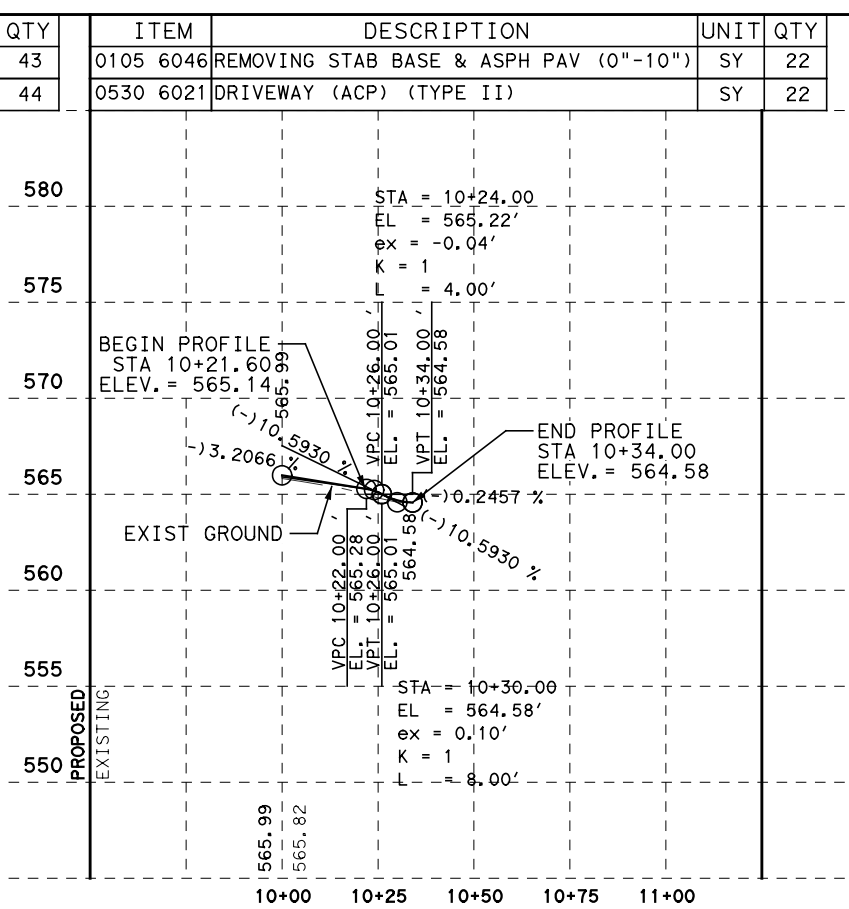 QTY ITEM DESCRIPTION UNIT QTY
43 0105 6046 REMOVING STAB BASE & ASPH PAV (0"-10") SY 22
44 0530 6021 DRIVEWAY (ACP) (TYPE II) SY 22
580
STA = 10+24.00
EL = 565.22'
ex = -0.04'
K = 1
L = 4.00'
575
BEGIN PROFILE
STA 10+21.60
ELEV.= 565.14
565.99
VPC 10+26.00 '
EL. = 565.01
VPT 10+34.00 '
EL. = 564.58
570
(-)10.5930 %
-)3.2066 %
END PROFILE
STA 10+34.00
ELEV.= 564.58
565
(-)0.2457 %
(-)10.5930 %
EXIST GROUND
564.58
560
VPC 10+22.00 '
EL. = 565.28
VPT 10+26.00 '
EL. = 565.01
555
STA = 10+30.00
EL = 564.58'
ex = 0.10'
K = 1
L = 8.00'
PROPOSED
EXISTING
550
565.99
565.82
10+00 10+25 10+50 10+75 11+00